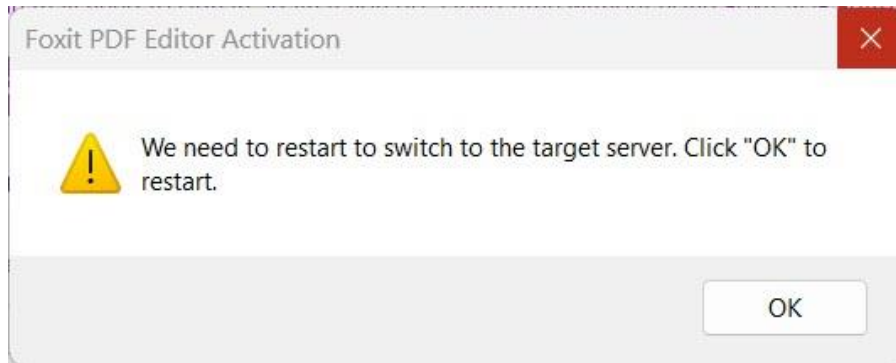 Foxit PDF Editor Activation
We need to restart to switch to the target server. Click "OK" to
restart.
OK